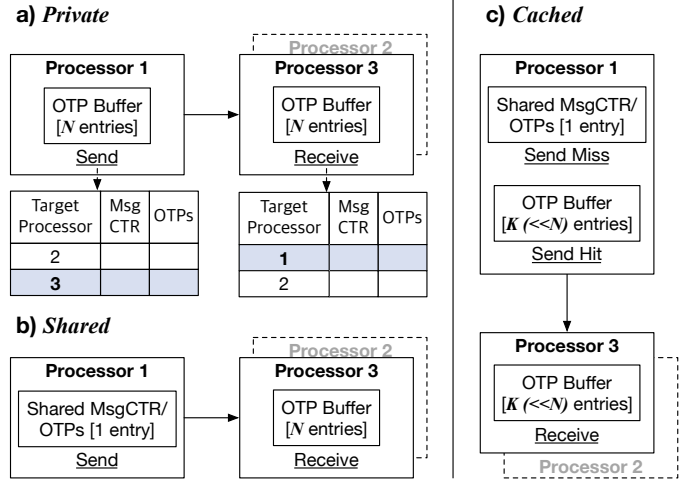 a) Private
Processor 2
Processor 1
OTP Buffer
[N entries]
Send
Processor 3
OTP Buffer
[N entries]
Receive
Target
Processor
Msg
CTR
OTPs
2
3
Target
Processor
Msg
CTR
OTPs
1
2
b) Shared
Processor 2
Processor 1
Shared MsgCTR/
OTPs [1 entry]
Send
Processor 3
OTP Buffer
[N entries]
Receive
c) Cached
Processor 1
Shared MsgCTR/
OTPs [1 entry]
Send Miss
OTP Buffer
[K (<<N) entries]
Send Hit
Processor 3
OTP Buffer
[K (<<N) entries]
Receive
Processor 2